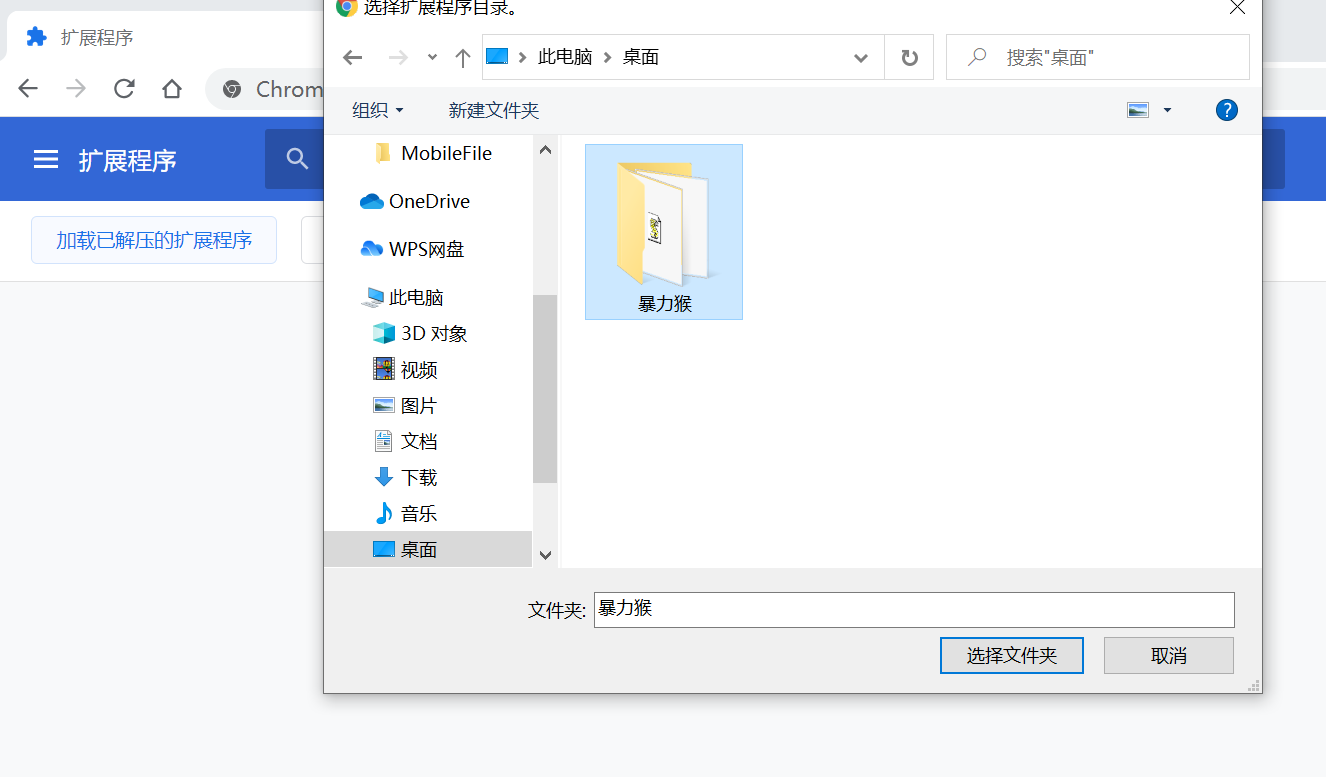 选择扩展程序目录。
扩展程序
此电脑 桌面
搜索"桌面"
Chrom
组织 新建文件夹
?
扩展程序
加载已解压的扩展程序
MobileFile
OneDrive
WPS网盘
此电脑
3D 对象
视频
图片
文档
下载
音乐
桌面
暴力猴
文件夹: 暴力猴
选择文件夹 取消